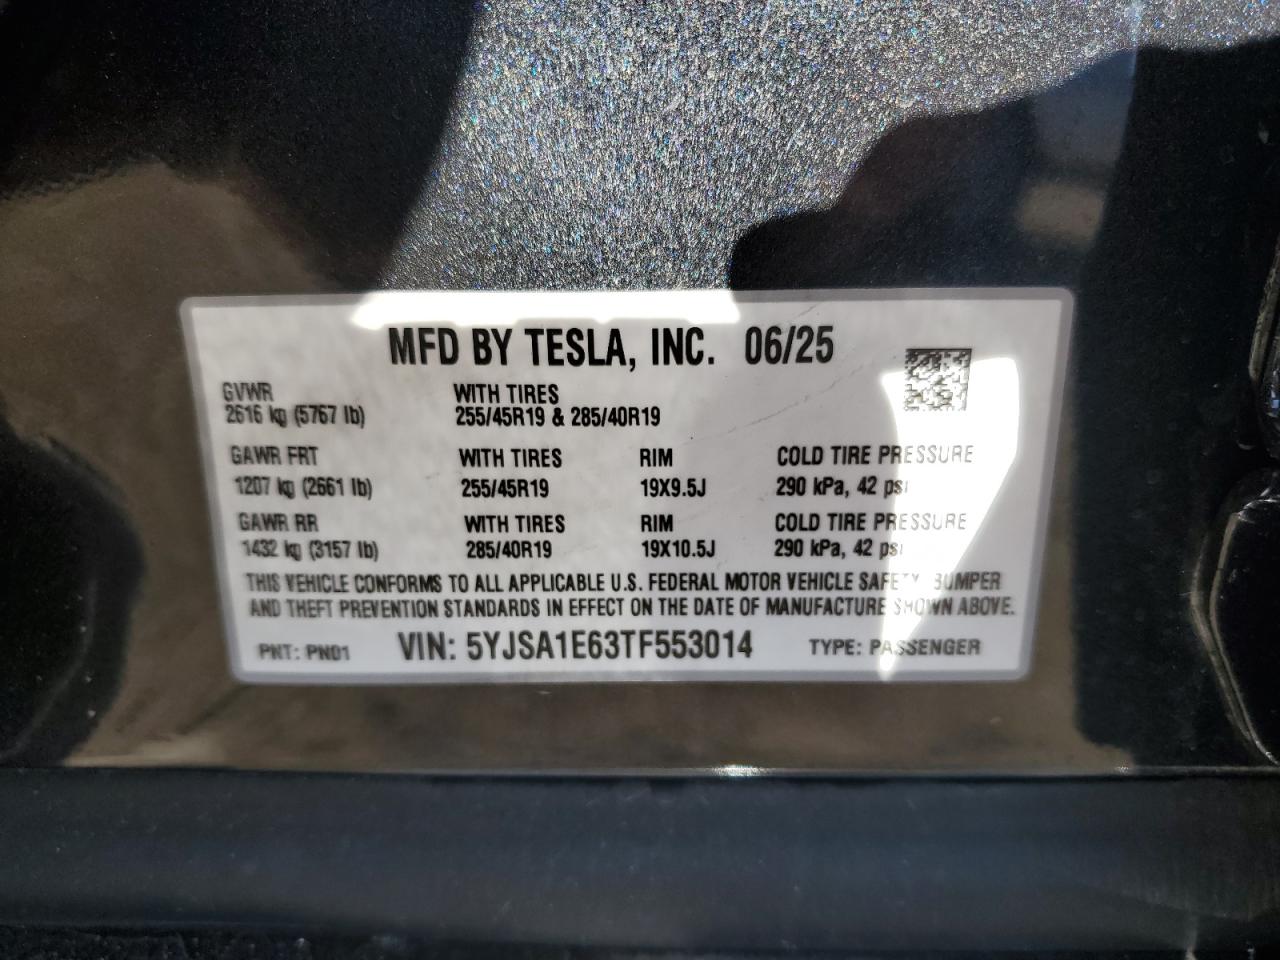 MFD BY TESLA, INC. 06/25
GVWR WITH TIRES
2616 kg (5767 lb) 255/45R19 & 285/40R19
GAWR FRT WITH TIRES RIM COLD TIRE PRESSURE
1207 kg (2661 lb) 255/45R19 19X9.5J 290 kPa, 42 psi
GAWR RR WITH TIRES RIM COLD TIRE PRESSURE
1432 kg (3157 lb) 285/40R19 19X10.5J 290 kPa, 42 psi
THIS VEHICLE CONFORMS TO ALL APPLICABLE U.S. FEDERAL MOTOR VEHICLE SAFETY BUMPER
AND THEFT PREVENTION STANDARDS IN EFFECT ON THE DATE OF MANUFACTURE SHOWN ABOVE.
PNT: PN01 VIN: 5YJSA1E63TF553014 TYPE: PASSENGER